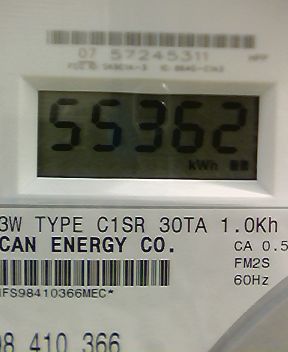 07 57245311
55362
kWh
3W TYPE C1SR 30TA 1.0Kh
CAN ENERGY CO.
CA 0.5
FM2S
60Hz
IFS98410366MEC*
98 410 366